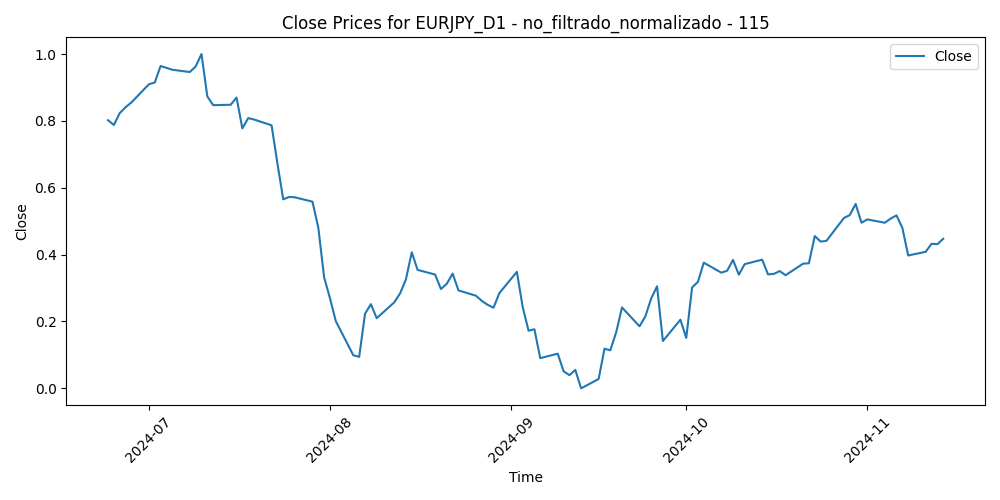 Close Prices for EURJPY_D1 - no_filtrado_normalizado - 115
Close
1.0
0.8
0.6
0.4
0.2
0.0
Close
2024-07
2024-08
2024-09
2024-10
2024-11
Time